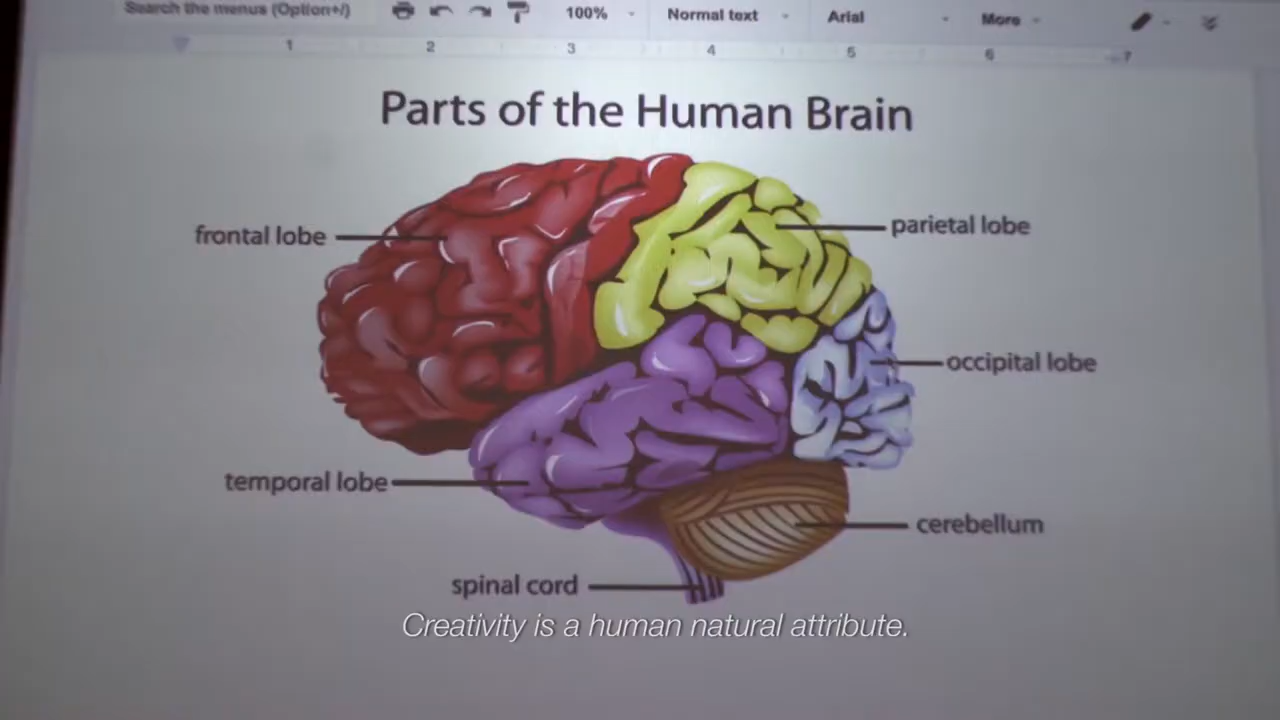 Search the menus (Option+/)
100%
Normal text
Arial
More
1 2 3 4 5 6 7
Parts of the Human Brain
frontal lobe
parietal lobe
occipital lobe
temporal lobe
cerebellum
spinal cord
Creativity is a human natural attribute.